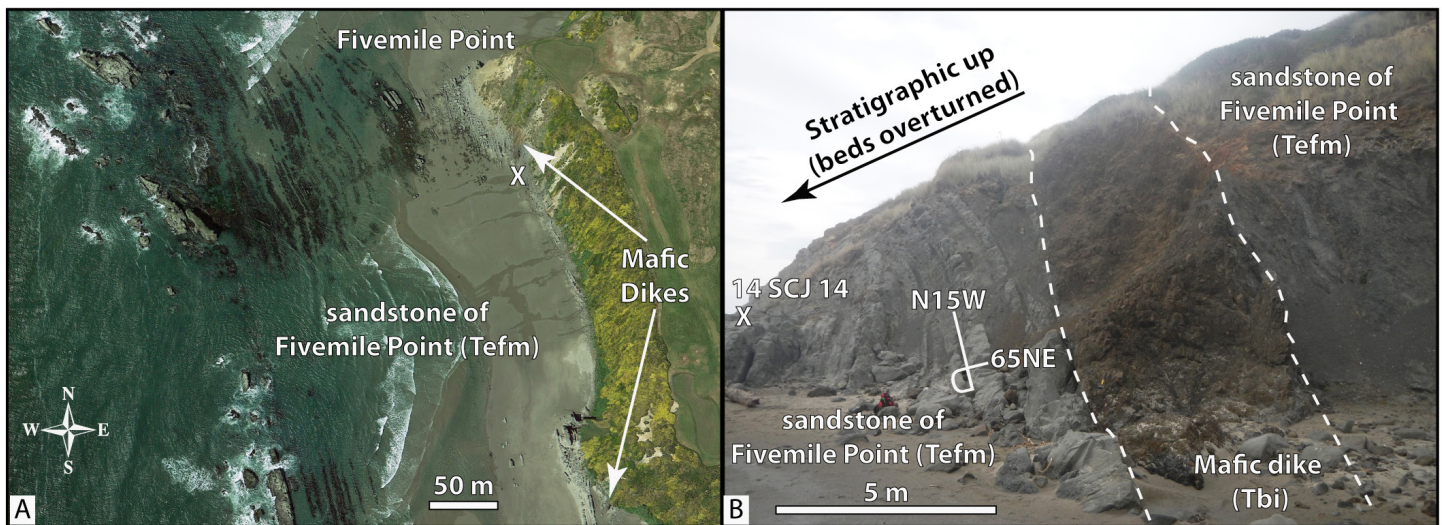 Fivemile Point
X
Mafic
Dikes
sandstone of
Fivemile Point (Tefm)
N
W
E
S
50 m
A
Stratigraphic up
(beds overturned)
sandstone of
Fivemile Point
(Tefm)
14 SCJ 14
X
N15W
65NE
sandstone of
Fivemile Point (Tefm)
Mafic dike
(Tbi)
5 m
B